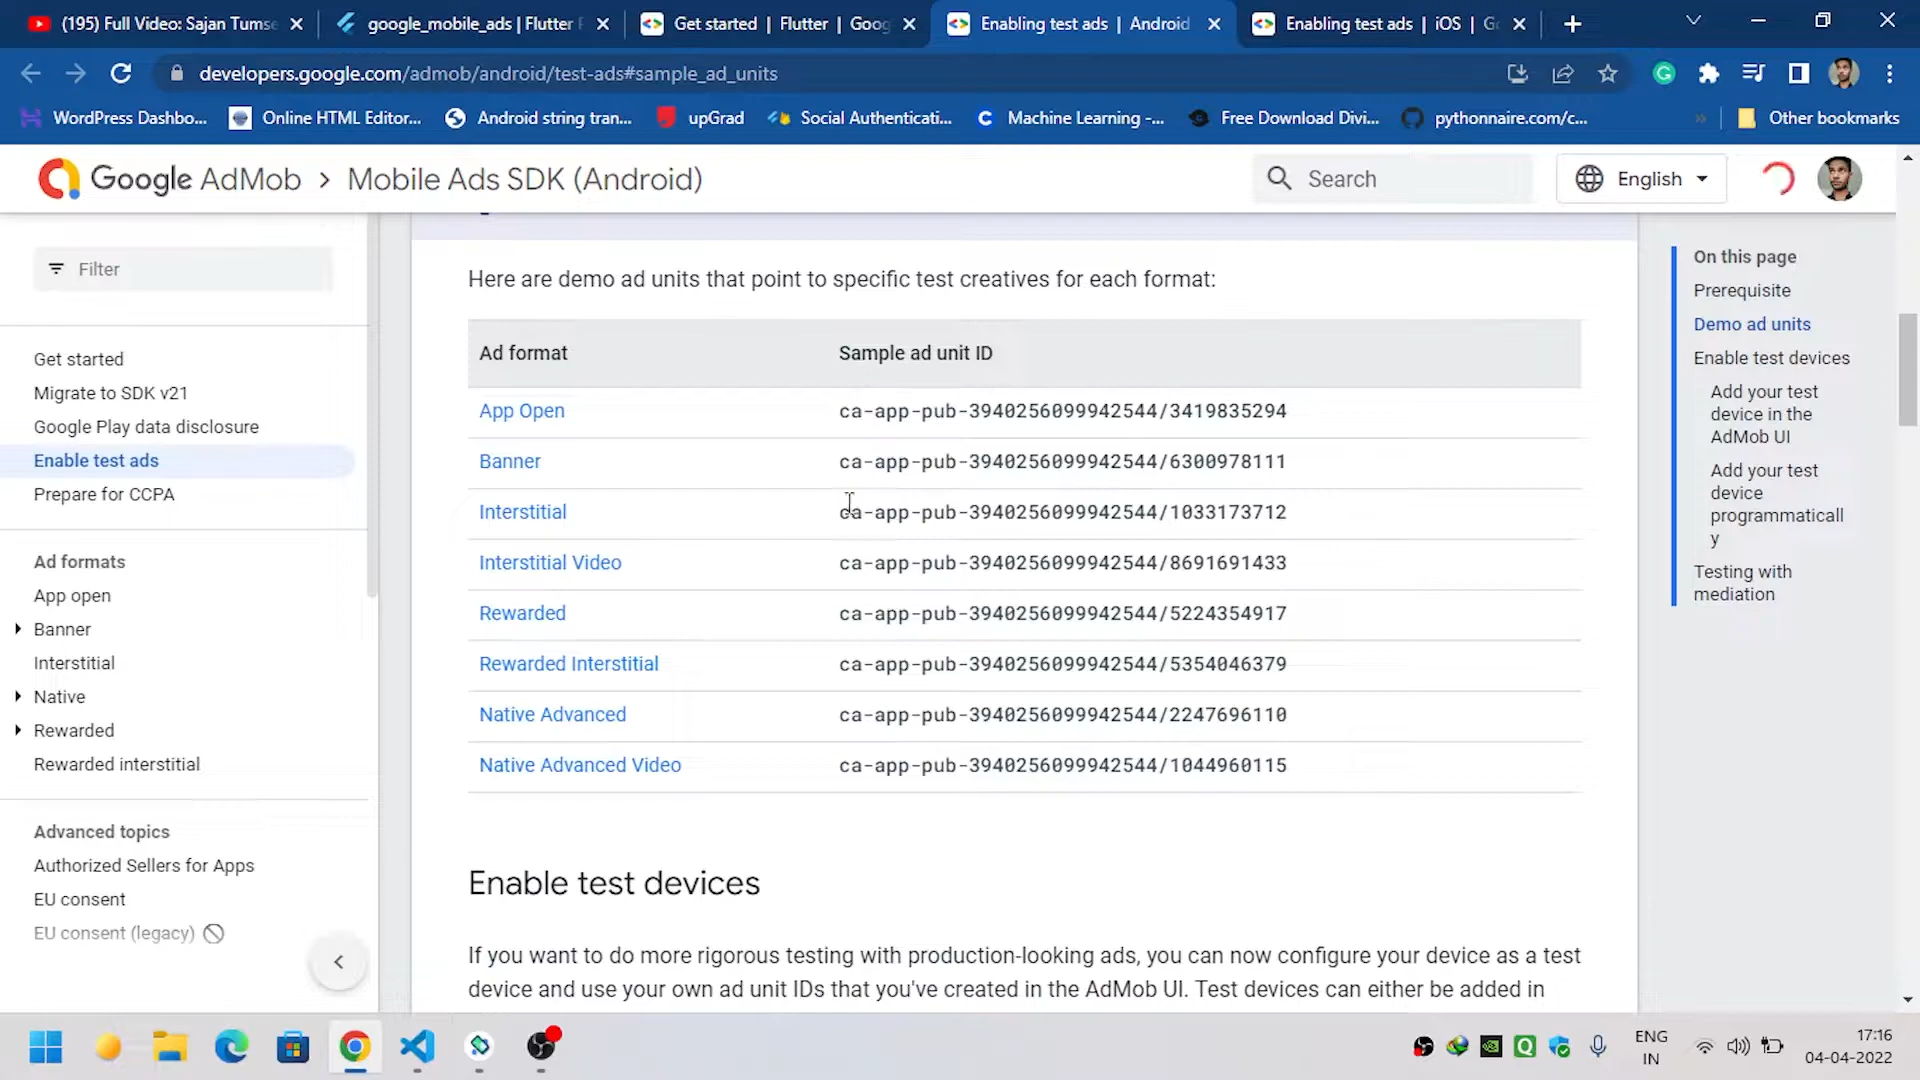 (195) Full Video: Sajan Tumse
google_mobile_ads | Flutter
Get started | Flutter | Goog
Enabling test ads | Android
Enabling test ads | iOS | Go
developers.google.com/admob/android/test-ads#sample_ad_units
WordPress Dashbo...
Online HTML Editor...
Android string tran...
upGrad
Social Authenticati...
Machine Learning -...
Free Download Divi...
pythonnaire.com/c...
Other bookmarks
Google AdMob > Mobile Ads SDK (Android)
Search
English
Filter
Get started
Migrate to SDK v21
Google Play data disclosure
Enable test ads
Prepare for CCPA
Ad formats
App open
Banner
Interstitial
Native
Rewarded
Rewarded interstitial
Advanced topics
Authorized Sellers for Apps
EU consent
EU consent (legacy)
Here are demo ad units that point to specific test creatives for each format:
Ad format Sample ad unit ID
App Open ca-app-pub-3940256099942544/3419835294
Banner ca-app-pub-3940256099942544/6300978111
Interstitial ca-app-pub-3940256099942544/1033173712
Interstitial Video ca-app-pub-3940256099942544/8691691433
Rewarded ca-app-pub-3940256099942544/5224354917
Rewarded Interstitial ca-app-pub-3940256099942544/5354046379
Native Advanced ca-app-pub-3940256099942544/2247696110
Native Advanced Video ca-app-pub-3940256099942544/1044960115
Enable test devices
If you want to do more rigorous testing with production-looking ads, you can now configure your device as a test
device and use your own ad unit IDs that you've created in the AdMob UI. Test devices can either be added in
On this page
Prerequisite
Demo ad units
Enable test devices
Add your test
device in the
AdMob UI
Add your test
device
programmaticall
y
Testing with
mediation
ENG
IN
17:16
04-04-2022